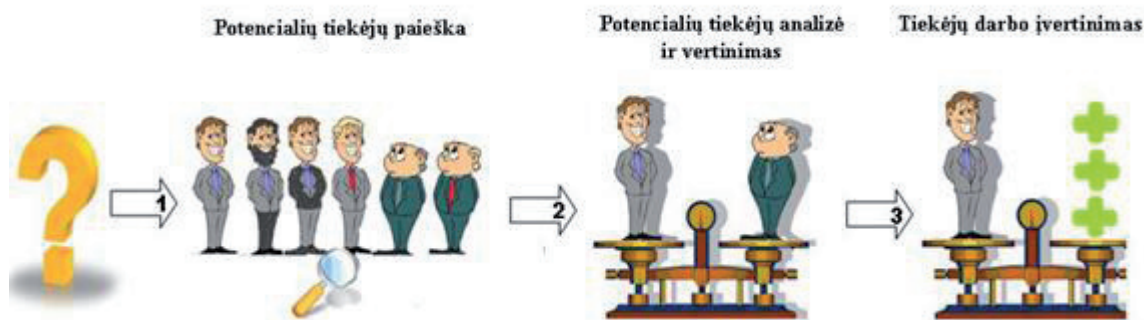 Potencialių tiekėjų paieška
Potencialių tiekėjų analizė
ir vertinimas
Tiekėjų darbo įvertinimas
1
2
3